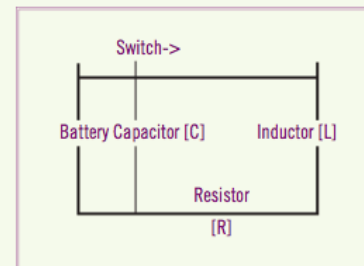 Switch->
Battery Capacitor [C] Inductor [L]
Resistor
[R]